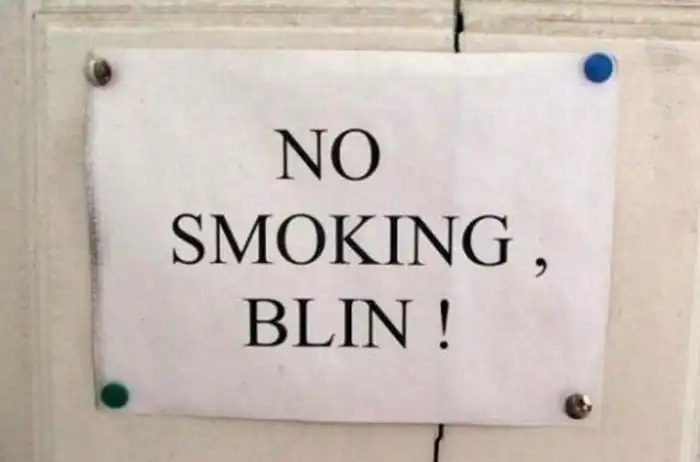 NO
SMOKING ,
BLIN !